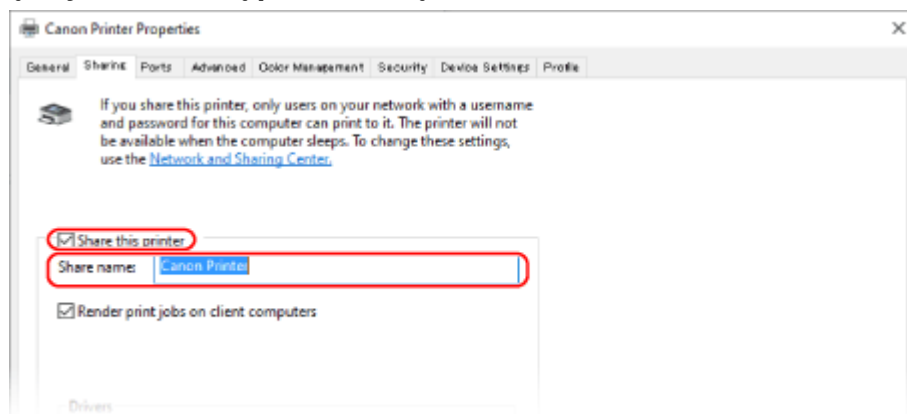 Canon Printer Properties
General Sharing Ports Advanced Color Management Security Device Settings Profile
If you share this printer, only users on your network with a username
and password for this computer can print to it. The printer will not
be available when the computer sleeps. To change these settings,
use the Network and Sharing Center.
Share this printer
Share name: Canon Printer
Render print jobs on client computers
Drivers